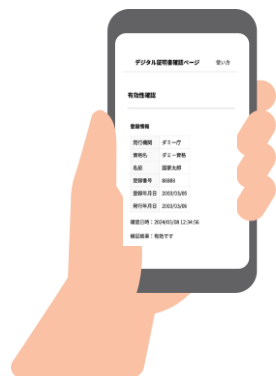 デジタル証明書確認ページ 使い方
有効性確認
登録情報
発行機関 ダミー庁
資格名 ダミー資格
名前 国家太郎
登録番号 88888
登録年月日 2003/03/05
発行年月日 2003/03/06
確認日時：2024/03/08 12:34:56
検証結果：有効です